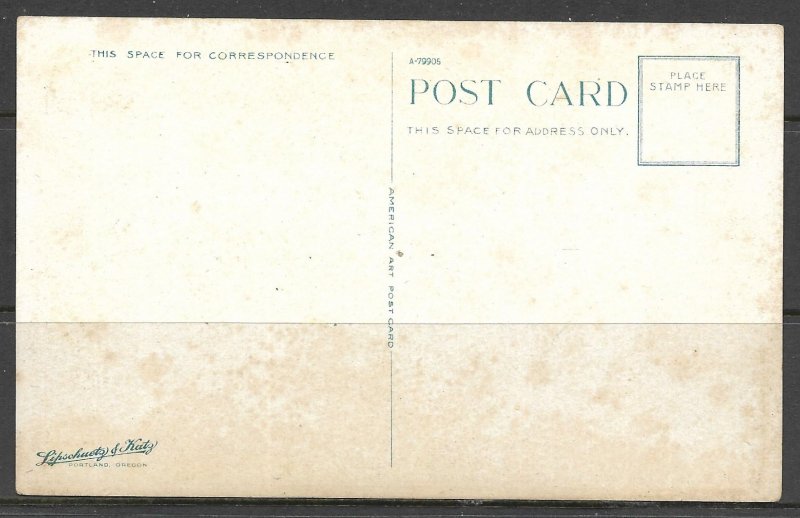 THIS SPACE FOR CORRESPONDENCE
A-79905
POST CARD
THIS SPACE FOR ADDRESS ONLY.
PLACE
STAMP HERE
AMERICAN ART POST CARD
Lipschuetz & Katz
PORTLAND, OREGON